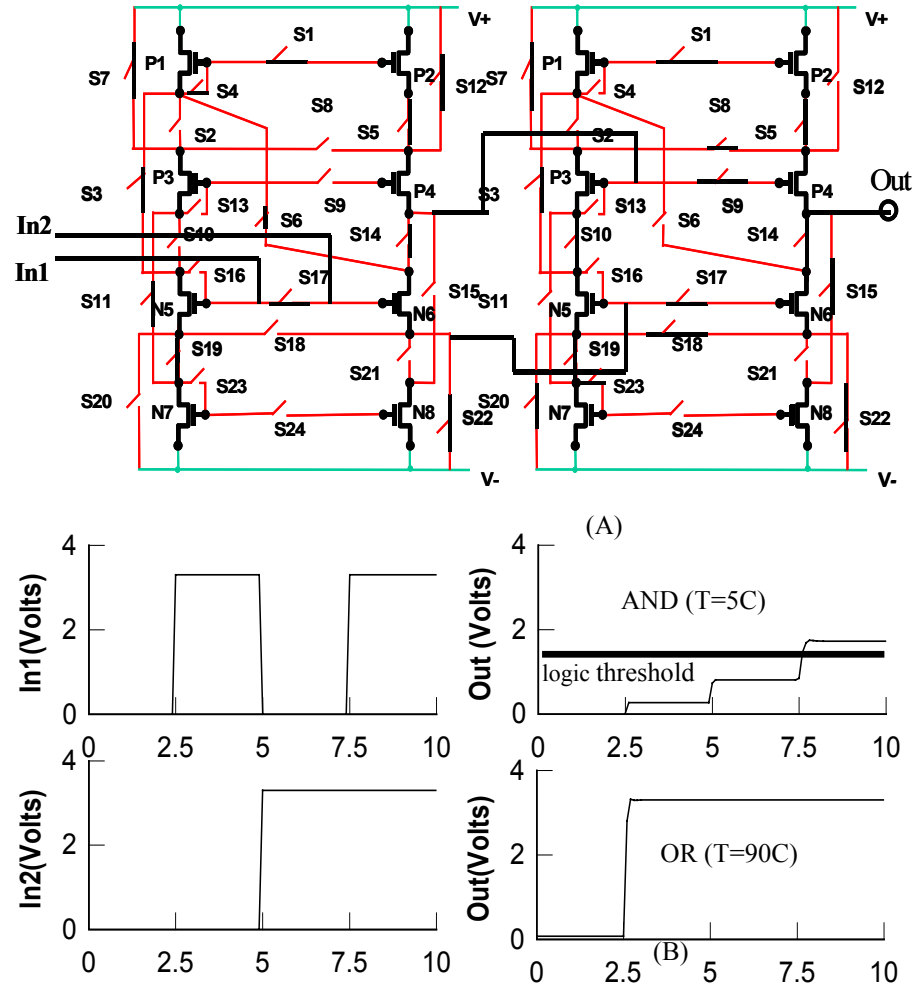 V+ V+
S1 S1
P1 P2 P1 P2
S7 S4 S12 S7 S4 S12
S8 S8
S2 S5 S2 S5
P3 P4 P3 P4
S3 S9 S3 S9 Out
S13 S13
S6 S6
In2 S10 S14 S10 S14
In1 S16 S17 S16 S17
S11 S15 S11 S15
N5 N6 N5 N6
S19 S18 S19 S18
S21 S21
S20 S23 S20 S23
N7 N8 S22 N7 N8 S22
S24 S24
V- V-
(A)
In1(Volts)
4
2
0
0 2.5 5 7.5 10
Out (Volts)
4
AND (T=5C)
2
logic threshold
0
0 2.5 5 7.5 10
In2(Volts)
4
2
0
0 2.5 5 7.5 10
Out(Volts)
4
2
OR (T=90C)
0
(B)
0 2.5 5 7.5 10